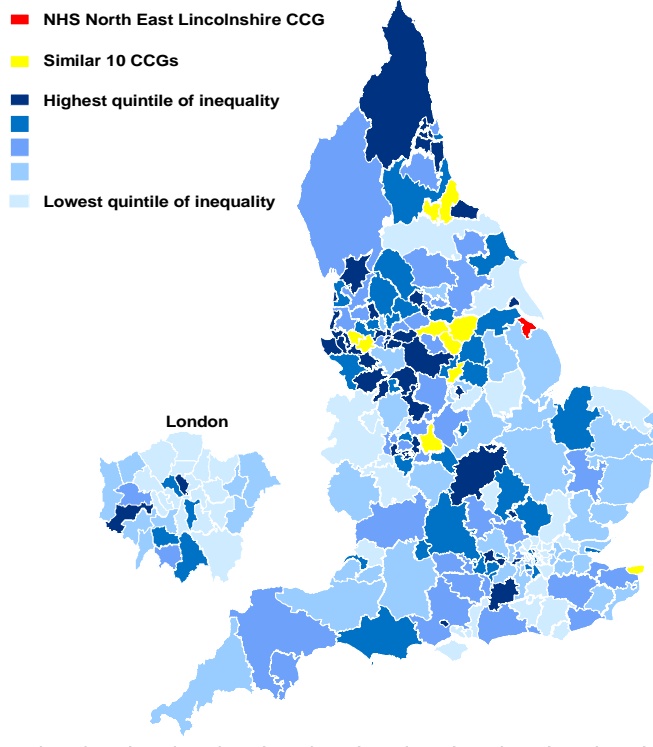 NHS North East Lincolnshire CCG
Similar 10 CCGs
Highest quintile of inequality
Lowest quintile of inequality
London